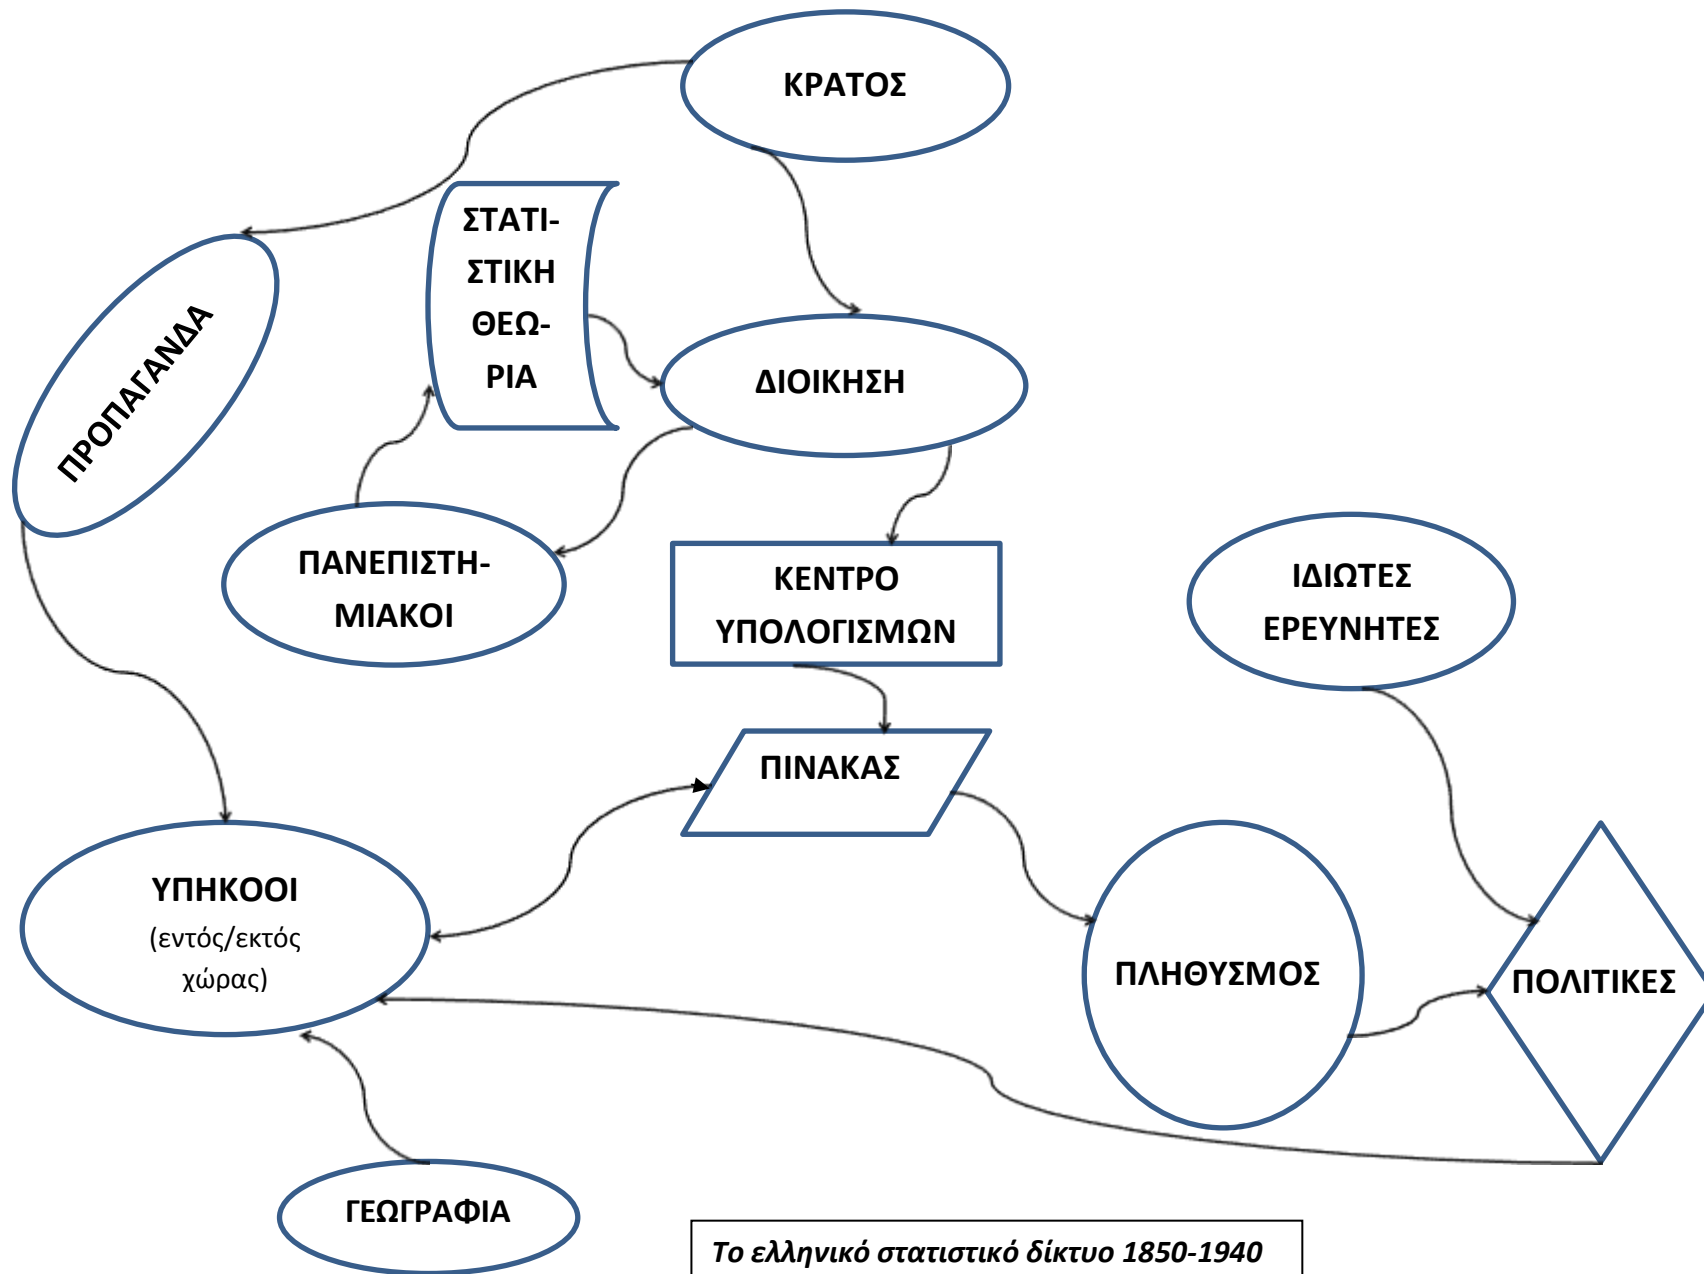 ΚΡΑΤΟΣ
ΣΤΑΤΙ-
ΣΤΙΚΗ
ΘΕΩ-
ΡΙΑ
ΠΡΟΠΑΓΑΝΔΑ
ΔΙΟΙΚΗΣΗ
ΠΑΝΕΠΙΣΤΗ-
ΜΙΑΚΟΙ
ΚΕΝΤΡΟ
ΥΠΟΛΟΓΙΣΜΩΝ
ΙΔΙΩΤΕΣ
ΕΡΕΥΝΗΤΕΣ
ΠΙΝΑΚΑΣ
ΥΠΗΚΟΟΙ
(εντός/εκτός
χώρας)
ΠΛΗΘΥΣΜΟΣ
ΠΟΛΙΤΙΚΕΣ
ΓΕΩΓΡΑΦΙΑ
Το ελληνικό στατιστικό δίκτυο 1850-1940